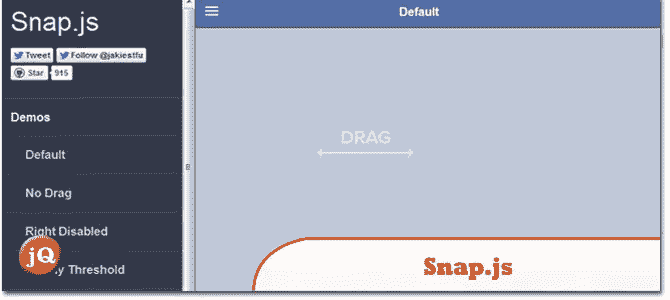 Snap.js
Tweet Follow @jakiestfu
Star 915
Demos
Default
No Drag
Right Disabled
jQ
Threshold
Default
DRAG
Snap.js